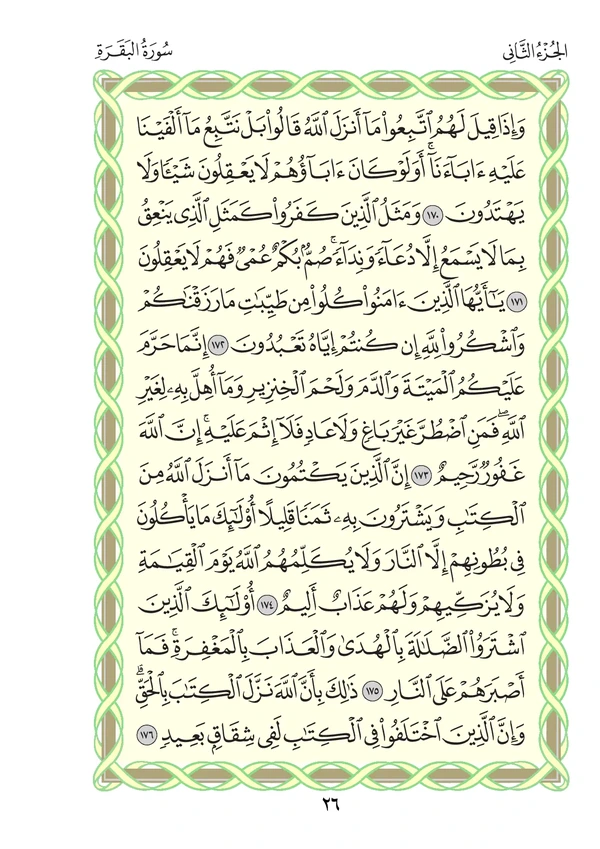 الجُزْءُ الثَّانِي
سُورَةُ البَقَرَةِ
وَإِذَا قِيلَ لَهُمُ ٱتَّبِعُوا۟ مَآ أَنزَلَ ٱللَّهُ قَالُوا۟ بَلْ نَتَّبِعُ مَآ أَلْفَيْنَا
عَلَيْهِ ءَابَآءَنَآ ۗ أَوَلَوْ كَانَ ءَابَآؤُهُمْ لَا يَعْقِلُونَ شَيْـًٔا وَلَا
يَهْتَدُونَ ١٧٠ وَمَثَلُ ٱلَّذِينَ كَفَرُوا۟ كَمَثَلِ ٱلَّذِى يَنْعِقُ
بِمَا لَا يَسْمَعُ إِلَّا دُعَآءً وَنِدَآءً ۚ صُمٌّۢ بُكْمٌ عُمْىٌ فَهُمْ لَا يَعْقِلُونَ
١٧١ يَـٰٓأَيُّهَا ٱلَّذِينَ ءَامَنُوا۟ كُلُوا۟ مِن طَيِّبَـٰتِ مَا رَزَقْنَـٰكُمْ
وَٱشْكُرُوا۟ لِلَّهِ إِن كُنتُمْ إِيَّاهُ تَعْبُدُونَ ١٧٢ إِنَّمَا حَرَّمَ
عَلَيْكُمُ ٱلْمَيْتَةَ وَٱلدَّمَ وَلَحْمَ ٱلْخِنزِيرِ وَمَآ أُهِلَّ بِهِۦ لِغَيْرِ
ٱللَّهِ ۖ فَمَنِ ٱضْطُرَّ غَيْرَ بَاغٍ وَلَا عَادٍ فَلَآ إِثْمَ عَلَيْهِ ۚ إِنَّ ٱللَّهَ
غَفُورٌ رَّحِيمٌ ١٧٣ إِنَّ ٱلَّذِينَ يَكْتُمُونَ مَآ أَنزَلَ ٱللَّهُ مِنَ
ٱلْكِتَـٰبِ وَيَشْتَرُونَ بِهِۦ ثَمَنًا قَلِيلًا ۙ أُو۟لَـٰٓئِكَ مَا يَأْكُلُونَ
فِى بُطُونِهِمْ إِلَّا ٱلنَّارَ وَلَا يُكَلِّمُهُمُ ٱللَّهُ يَوْمَ ٱلْقِيَـٰمَةِ
وَلَا يُزَكِّيهِمْ وَلَهُمْ عَذَابٌ أَلِيمٌ ١٧٤ أُو۟لَـٰٓئِكَ ٱلَّذِينَ
ٱشْتَرَوُا۟ ٱلضَّلَـٰلَةَ بِٱلْهُدَىٰ وَٱلْعَذَابَ بِٱلْمَغْفِرَةِ ۚ فَمَآ
أَصْبَرَهُمْ عَلَى ٱلنَّارِ ١٧٥ ذَٰلِكَ بِأَنَّ ٱللَّهَ نَزَّلَ ٱلْكِتَـٰبَ بِٱلْحَقِّ ۗ
وَإِنَّ ٱلَّذِينَ ٱخْتَلَفُوا۟ فِى ٱلْكِتَـٰبِ لَفِى شِقَاقٍۭ بَعِيدٍ ١٧٦
٢٦